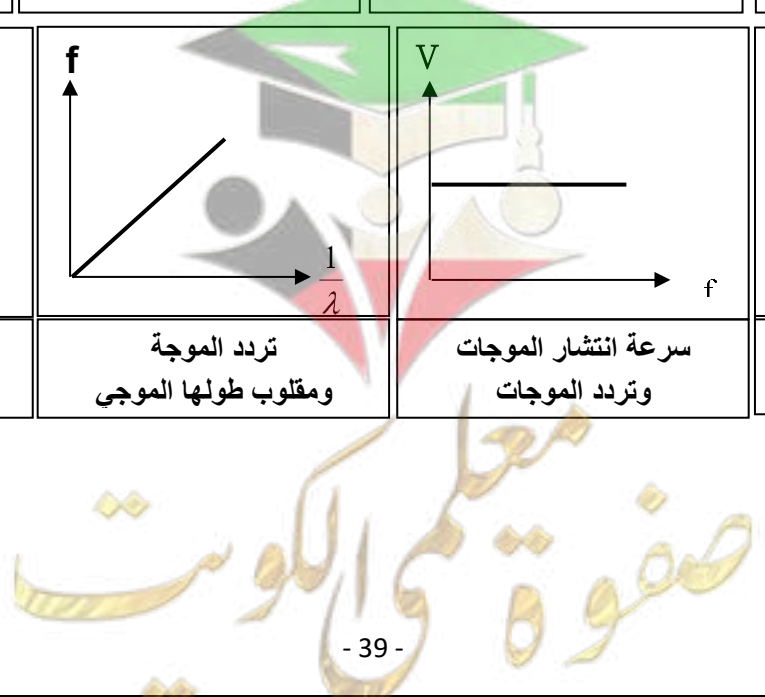 V
f
سرعة انتشار الموجات
وتردد الموجات
f
1
λ
تردد الموجة
ومقلوب طولها الموجي
صفوة معلمي الكويت
- 39 -